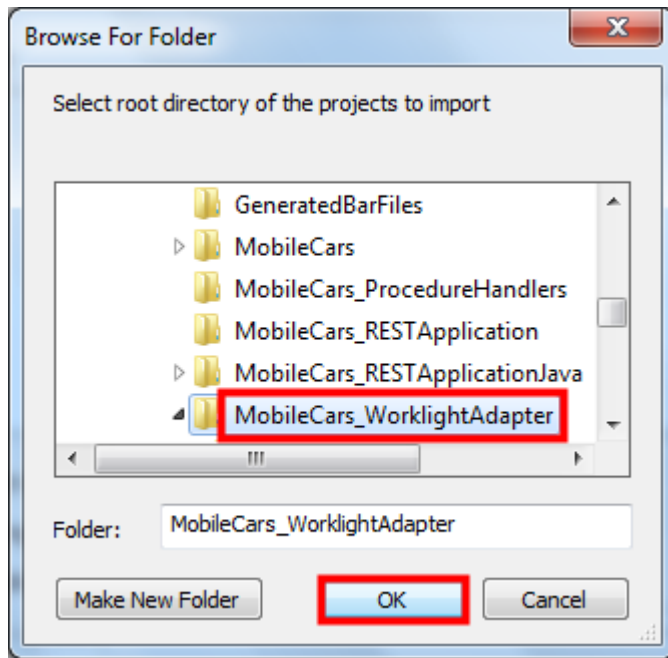 Browse For Folder
Select root directory of the projects to import
GeneratedBarFiles
MobileCars
MobileCars_ProcedureHandlers
MobileCars_RESTApplication
MobileCars_RESTApplicationJava
MobileCars_WorklightAdapter
Folder: MobileCars_WorklightAdapter
Make New Folder OK Cancel